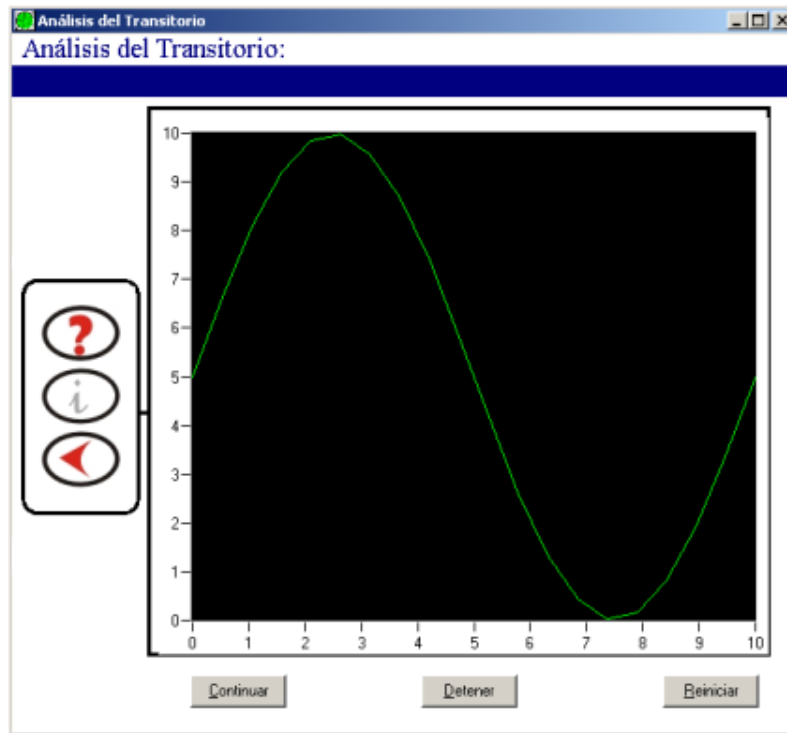 Análisis del Transitorio
Análisis del Transitorio:
10
9
8
7
6
5
4
3
2
1
0
0 1 2 3 4 5 6 7 8 9 10
?
i
Continuar Detener Reiniciar